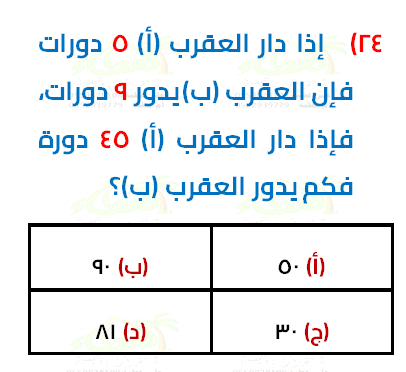 ٢٤) إذا دار العقرب (أ) ٥ دورات
فإن العقرب (ب) يدور ٩ دورات،
فإذا دار العقرب (أ) ٤٥ دورة
فكم يدور العقرب (ب)؟
(أ) ٥٠
(ب) ٩٠
(ج) ٣٠
(د) ٨١